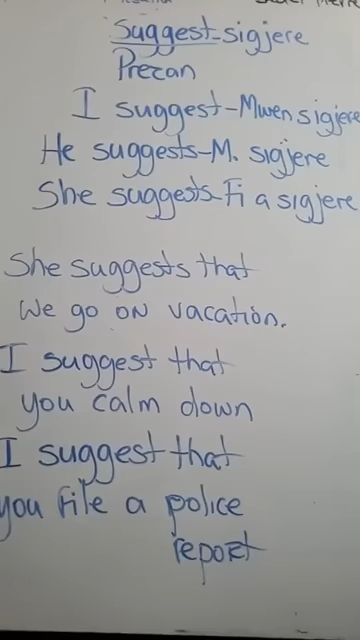 Suggest-sigjere
Prezan
I suggest-Mwen sigjere
He suggests-M. sigjere
She suggests-Fi a sigjere
She suggests that
We go on vacation.
I suggest that
you calm down
I suggest that
you file a police
report